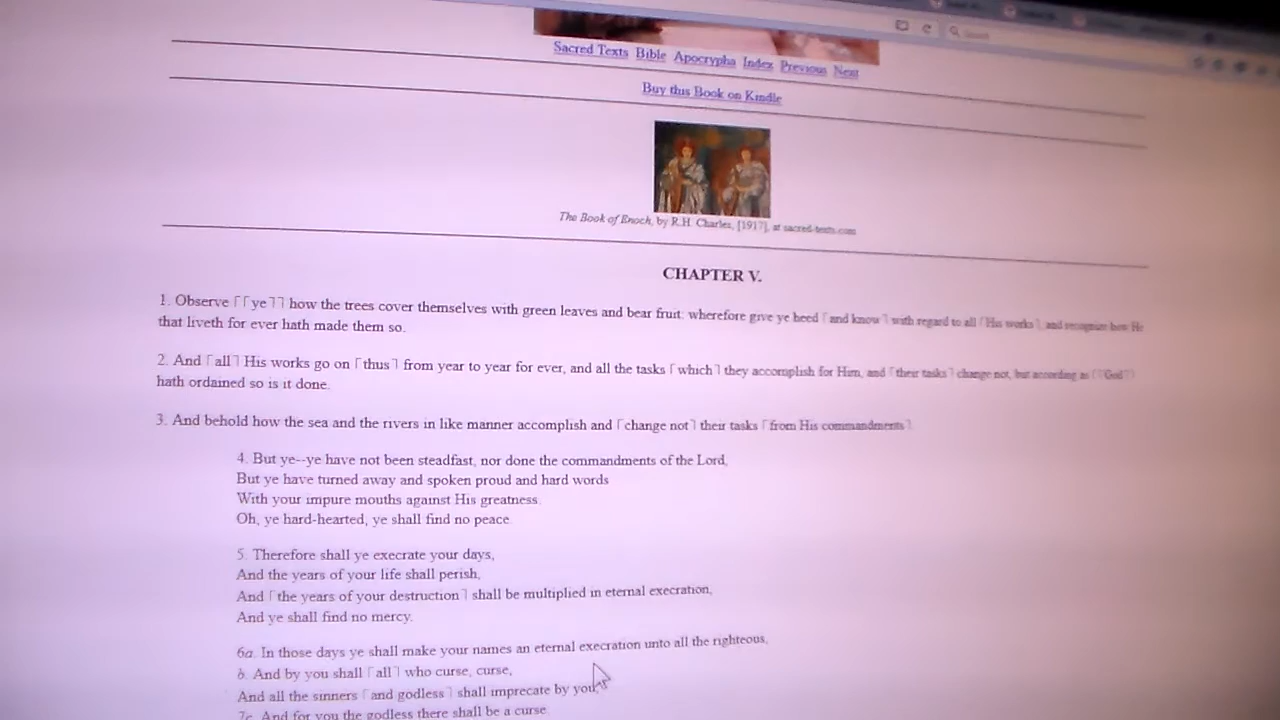 Sacred Texts Bible Apocrypha Index Previous Next
Buy this Book on Kindle
The Book of Enoch, by R.H. Charles, [1917], at sacred-texts.com
CHAPTER V.
1. Observe ⌈⌈ye⌉⌉ how the trees cover themselves with green leaves and bear fruit: wherefore give ye heed ⌈and know⌉ with regard to all ⌈His works⌉, and recognize how He
that liveth for ever hath made them so.
2. And ⌈all⌉ His works go on ⌈thus⌉ from year to year for ever, and all the tasks ⌈which⌉ they accomplish for Him, and ⌈their tasks⌉ change not, but according as ⌈⌈God⌉⌉
hath ordained so is it done.
3. And behold how the sea and the rivers in like manner accomplish and ⌈change not⌉ their tasks ⌈from His commandments⌉.
4. But ye--ye have not been steadfast, nor done the commandments of the Lord,
But ye have turned away and spoken proud and hard words
With your impure mouths against His greatness.
Oh, ye hard-hearted, ye shall find no peace.
5. Therefore shall ye execrate your days,
And the years of your life shall perish,
And ⌈the years of your destruction⌉ shall be multiplied in eternal execration,
And ye shall find no mercy.
6a. In those days ye shall make your names an eternal execration unto all the righteous,
b. And by you shall ⌈all⌉ who curse, curse,
And all the sinners ⌈and godless⌉ shall imprecate by you,
7c. And for you the godless there shall be a curse.